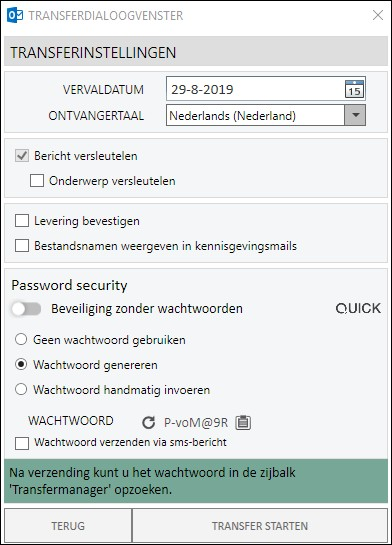 TRANSFERDIALOOGVENSTER
TRANSFERINSTELLINGEN
VERVALDATUM 29-8-2019 15
ONTVANGERTAAL Nederlands (Nederland)
Bericht versleutelen
Onderwerp versleutelen
Levering bevestigen
Bestandsnamen weergeven in kennisgevingsmails
Password security
Beveiliging zonder wachtwoorden QUICK
Geen wachtwoord gebruiken
Wachtwoord genereren
Wachtwoord handmatig invoeren
WACHTWOORD P-voM@9R
Wachtwoord verzenden via sms-bericht
Na verzending kunt u het wachtwoord in de zijbalk
'Transfermanager' opzoeken.
TERUG TRANSFER STARTEN